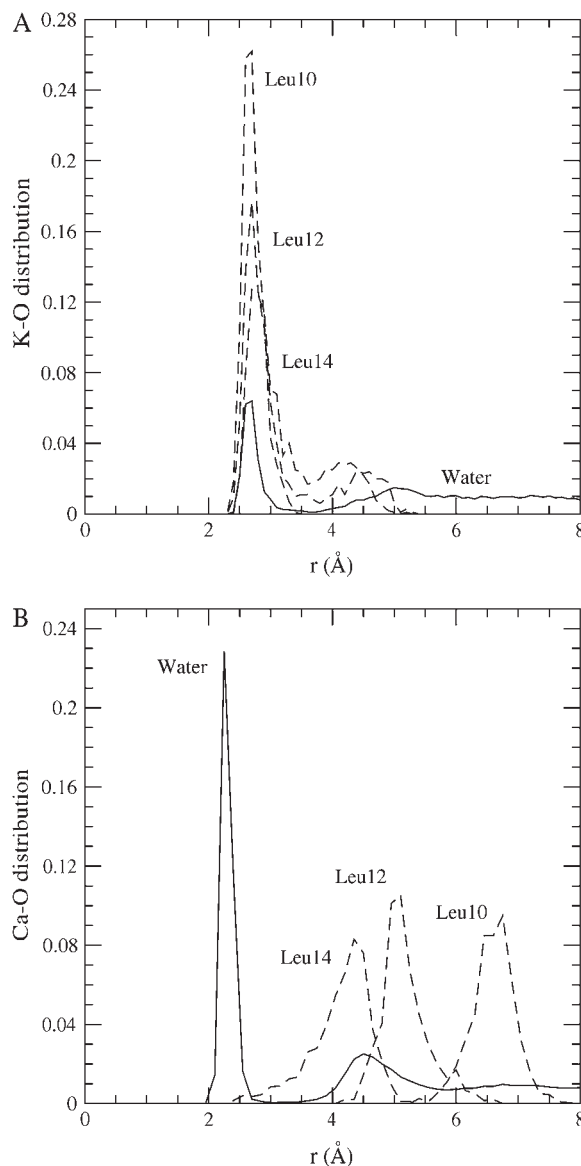 A
0.28
0.24
Leu10
0.2
Leu12
0.16
K-O distribution
0.12
Leu14
0.08
0.04
Water
0
0 2 4 6 8
r (Å)
B
0.24
Water
0.2
0.16
Ca-O distribution
0.12
Leu12
Leu10
Leu14
0.08
0.04
0
0 2 4 6 8
r (Å)